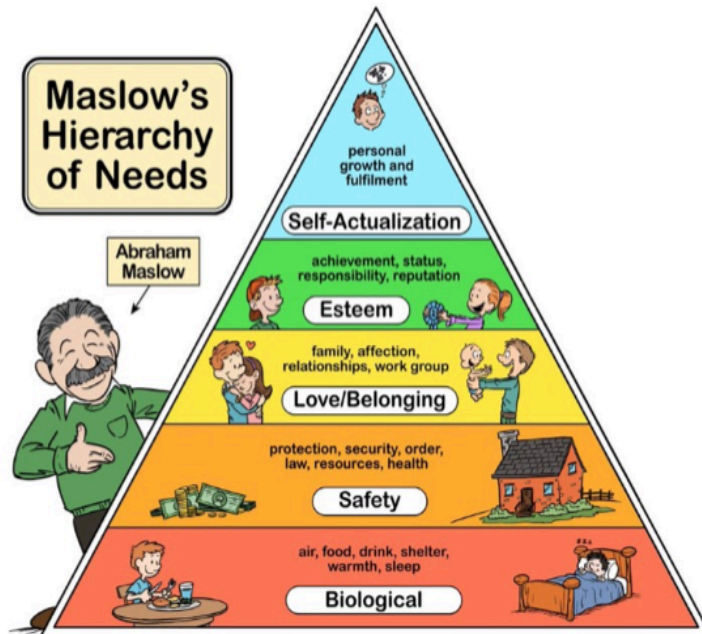 Maslow's
Hierarchy
of Needs
Abraham
Maslow
personal
growth and
fulfilment
Self-Actualization
achievement, status,
responsibility, reputation
Esteem
family, affection,
relationships, work group
Love/Belonging
protection, security, order,
law, resources, health
Safety
air, food, drink, shelter,
warmth, sleep
Biological
zzz